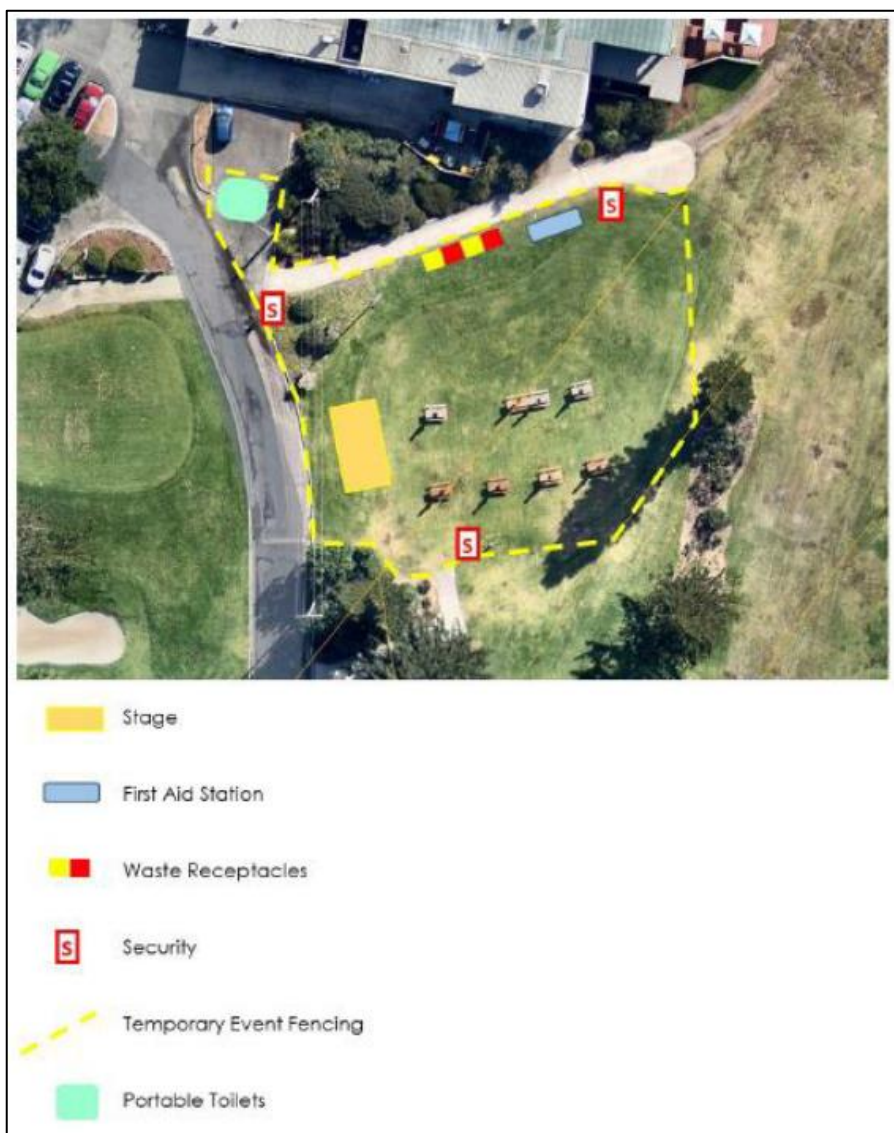 S
S
S
Stage
First Aid Station
Waste Receptacles
S
Security
Temporary Event Fencing
Portable Toilets